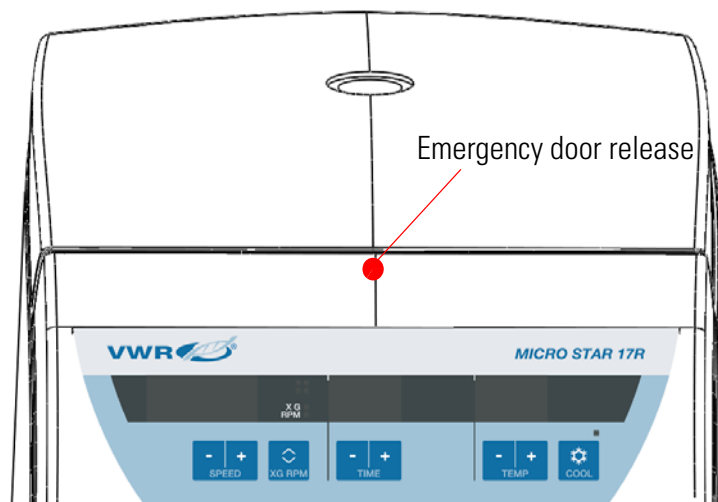 Emergency door release
VWR®
MICRO STAR 17R
X G
RPM
- +
SPEED
XG RPM
- +
TIME
- +
TEMP
COOL